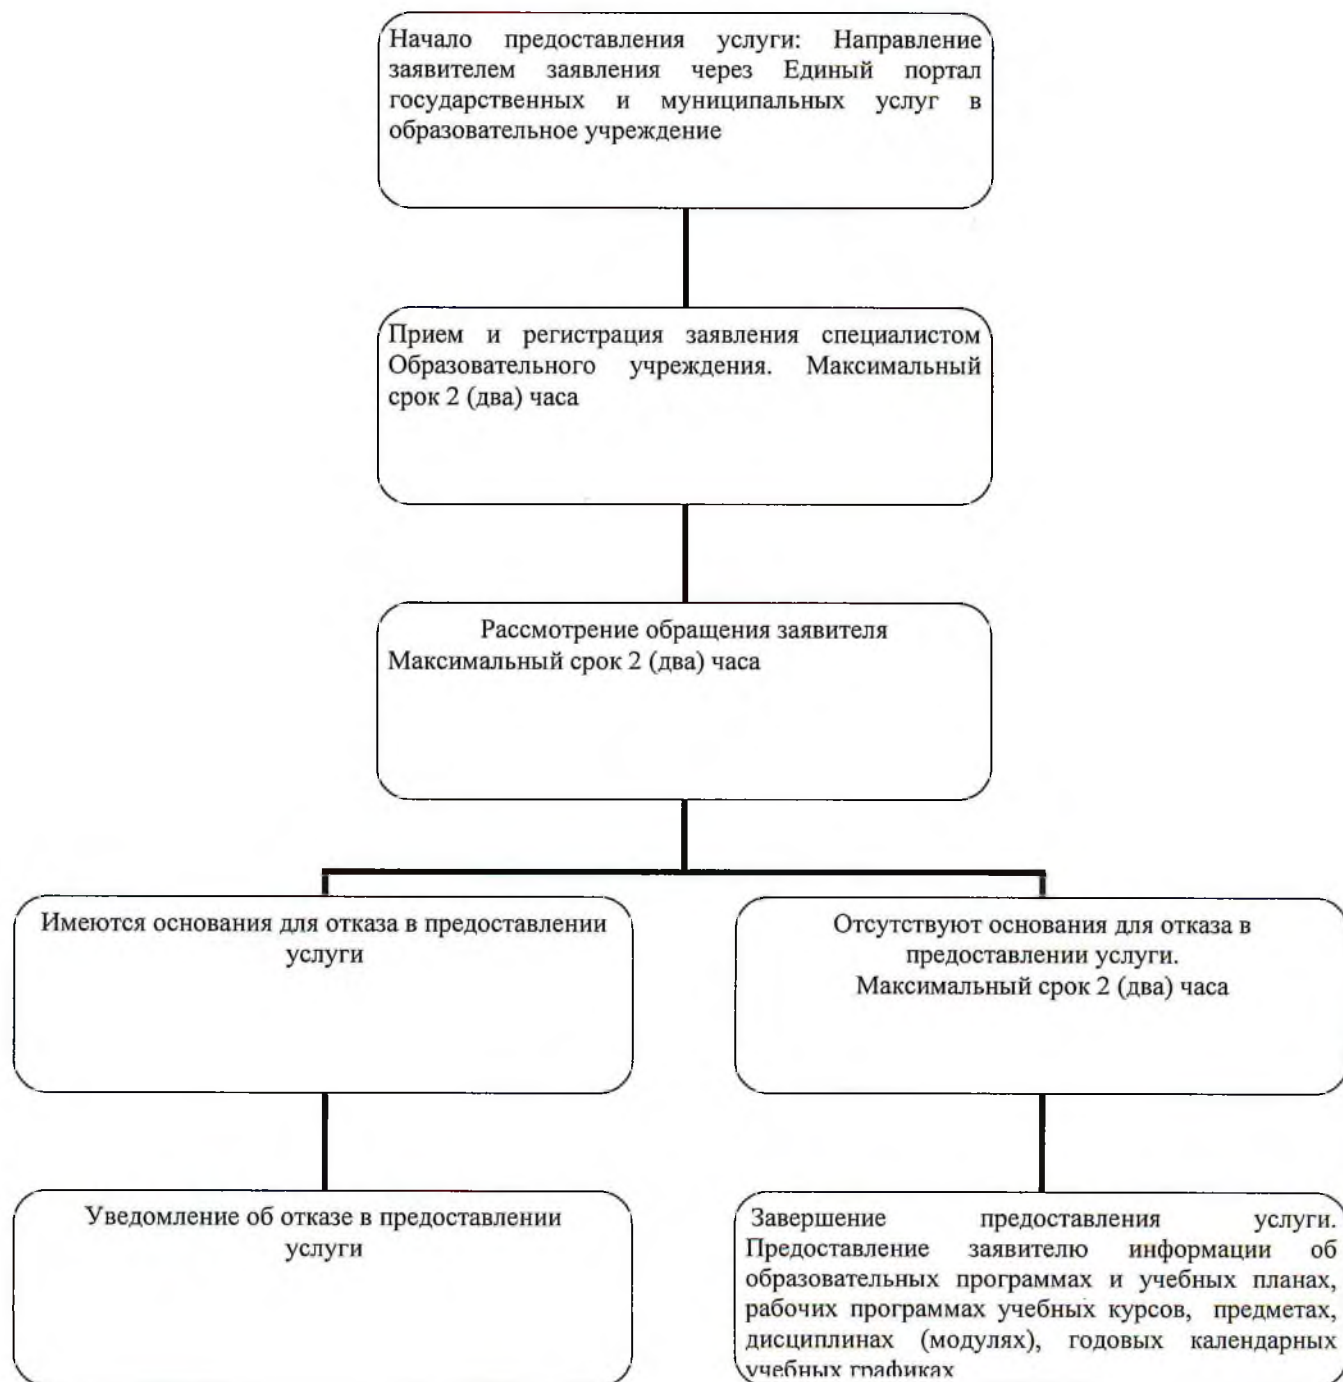 Начало предоставления услуги: Направление
заявителем заявления через Единый портал
государственных и муниципальных услуг в
образовательное учреждение
Прием и регистрация заявления специалистом
Образовательного учреждения. Максимальный
срок 2 (два) часа
Рассмотрение обращения заявителя
Максимальный срок 2 (два) часа
Имеются основания для отказа в предоставлении
услуги
Отсутствуют основания для отказа в
предоставлении услуги.
Максимальный срок 2 (два) часа
Уведомление об отказе в предоставлении
услуги
Завершение предоставления услуги.
Предоставление заявителю информации об
образовательных программах и учебных планах,
рабочих программах учебных курсов, предметах,
дисциплинах (модулях), годовых календарных
учебных графиках